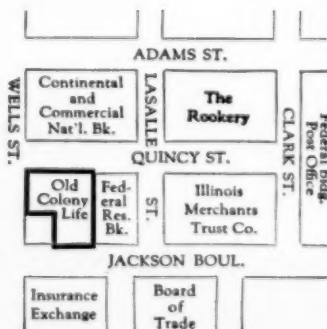 ADAMS ST.
WELLS ST.
Continental
and
Commercial
Nat'l. Bk.
LASALLE
ST.
The
Rookery
CLARK ST.
Federal Bldg.
Post Office
QUINCY ST.
Old
Colony
Life
Fed-
eral
Res.
Bk.
Illinois
Merchants
Trust Co.
JACKSON BOUL.
Insurance
Exchange
Board
of
Trade